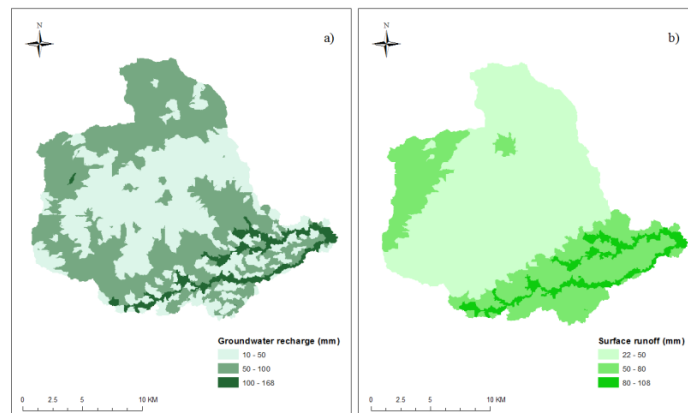 N
a)
Groundwater recharge (mm)
10 - 50
50 - 100
100 - 168
0 2.5 5 10 KM
N
b)
Surface runoff (mm)
22 - 50
50 - 80
80 - 108
0 2.5 5 10 KM